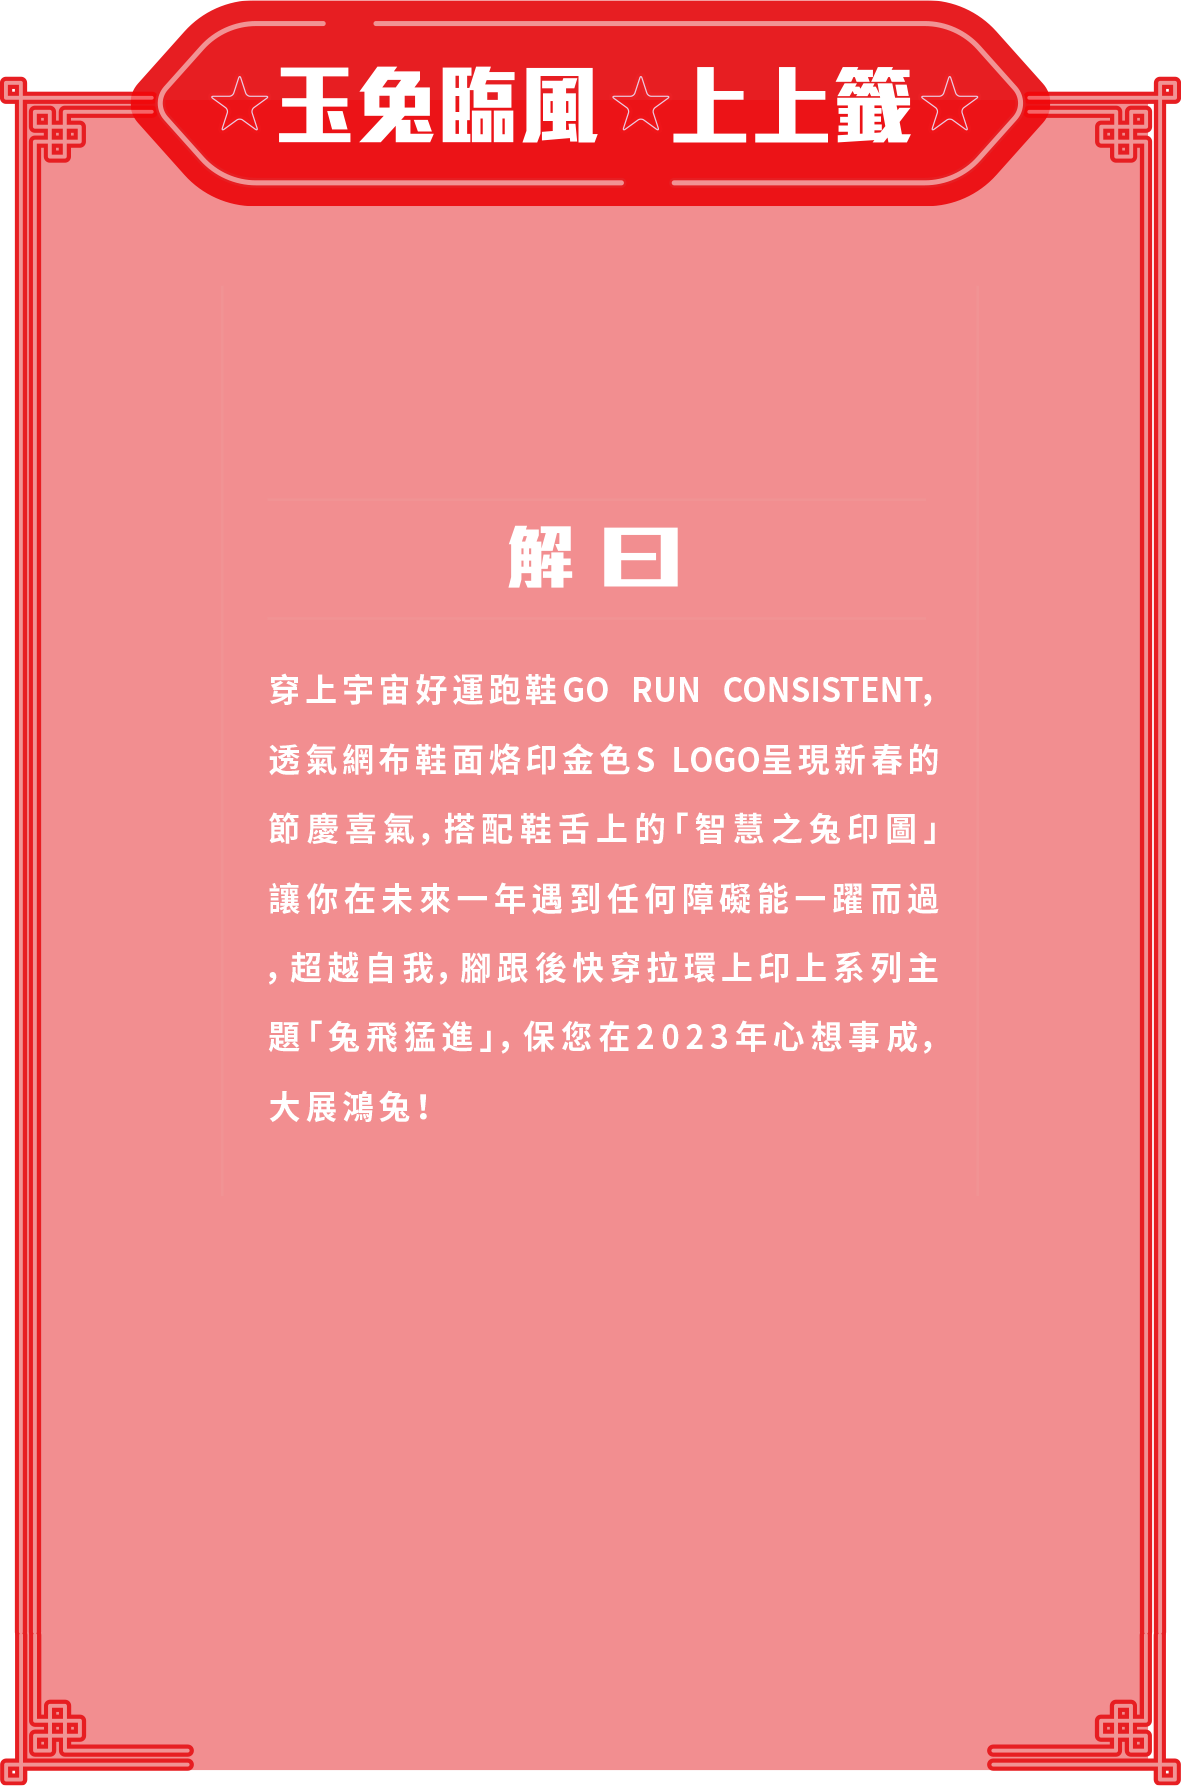 ☆玉兔臨風☆上上籤☆
解曰
穿上宇宙好運跑鞋GO RUN CONSISTENT,
透氣網布鞋面烙印金色S LOGO呈現新春的
節慶喜氣，搭配鞋舌上的「智慧之兔印圖」
讓你在未來一年遇到任何障礙能一躍而過
，超越自我，腳跟後快穿拉環上印上系列主
題「兔飛猛進」，保您在2023年心想事成，
大展鴻兔！